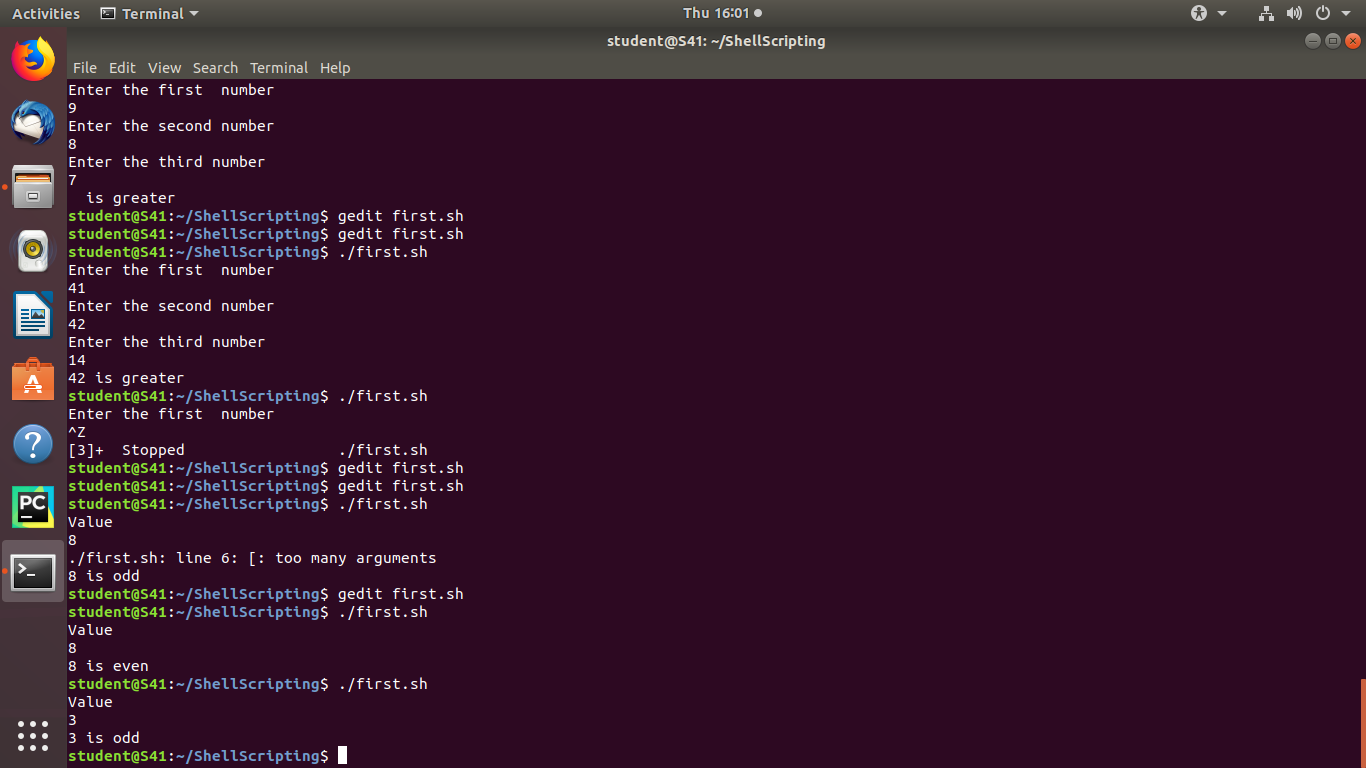 Activities Terminal Thu 16:01
student@S41: ~/ShellScripting
File Edit View Search Terminal Help
Enter the first  number
9
Enter the second number
8
Enter the third number
7
  is greater
student@S41:~/ShellScripting$ gedit first.sh
student@S41:~/ShellScripting$ gedit first.sh
student@S41:~/ShellScripting$ ./first.sh
Enter the first  number
41
Enter the second number
42
Enter the third number
14
42 is greater
student@S41:~/ShellScripting$ ./first.sh
Enter the first  number
^Z
[3]+  Stopped                 ./first.sh
student@S41:~/ShellScripting$ gedit first.sh
student@S41:~/ShellScripting$ gedit first.sh
student@S41:~/ShellScripting$ ./first.sh
Value
8
./first.sh: line 6: [: too many arguments
8 is odd
student@S41:~/ShellScripting$ gedit first.sh
student@S41:~/ShellScripting$ ./first.sh
Value
8
8 is even
student@S41:~/ShellScripting$ ./first.sh
Value
3
3 is odd
student@S41:~/ShellScripting$
A
?
PC